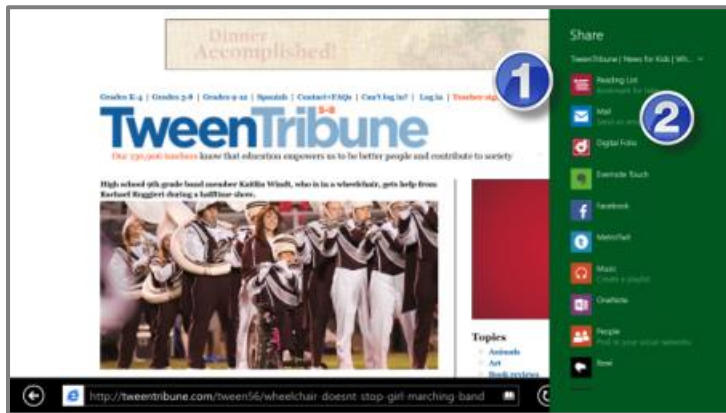 Dinner
Accomplished!
Grades K-4 | Grades 5-8 | Grades 9-12 | Spanish | Contact+FAQs | Can't log in? | Log in | Teacher
5-8
TweenTribune
Our teachers know that education empowers us to be better people and contribute to society
High school 9th grade band member Kaitlin Windt, who is in a wheelchair, gets help from
Rachael Ruggieri during a halftime show.
Topics
Animals
Art
Book reviews
http://tweentribune.com/tween56/wheelchair-doesnt-stop-girl-marching-band
Share
TweenTribune | News for Kids | Wh...
1
Reading List
Bookmark for
Mail
Send an
2
Digital Folio
Evernote Touch
Facebook
MetroTwit
Music
Create a playlist
OneNote
People
Post to your social networks